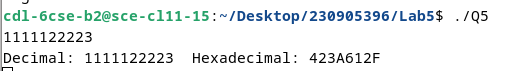 cdl-6cse-b2@sce-cl11-15:~/Desktop/230905396/Lab5$ ./Q5
1111122223
Decimal: 1111122223  Hexadecimal: 423A612F